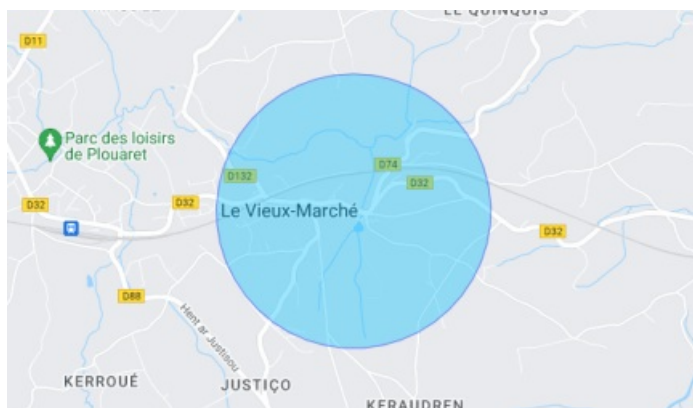 LE QUINQUIS
D11
Parc des loisirs
de Plouaret
D74
D132
D32
D32
D32
Le Vieux-Marché
D32
D88
Hent ar Justisou
KERROUÉ
JUSTIÇO
KERAUDREN